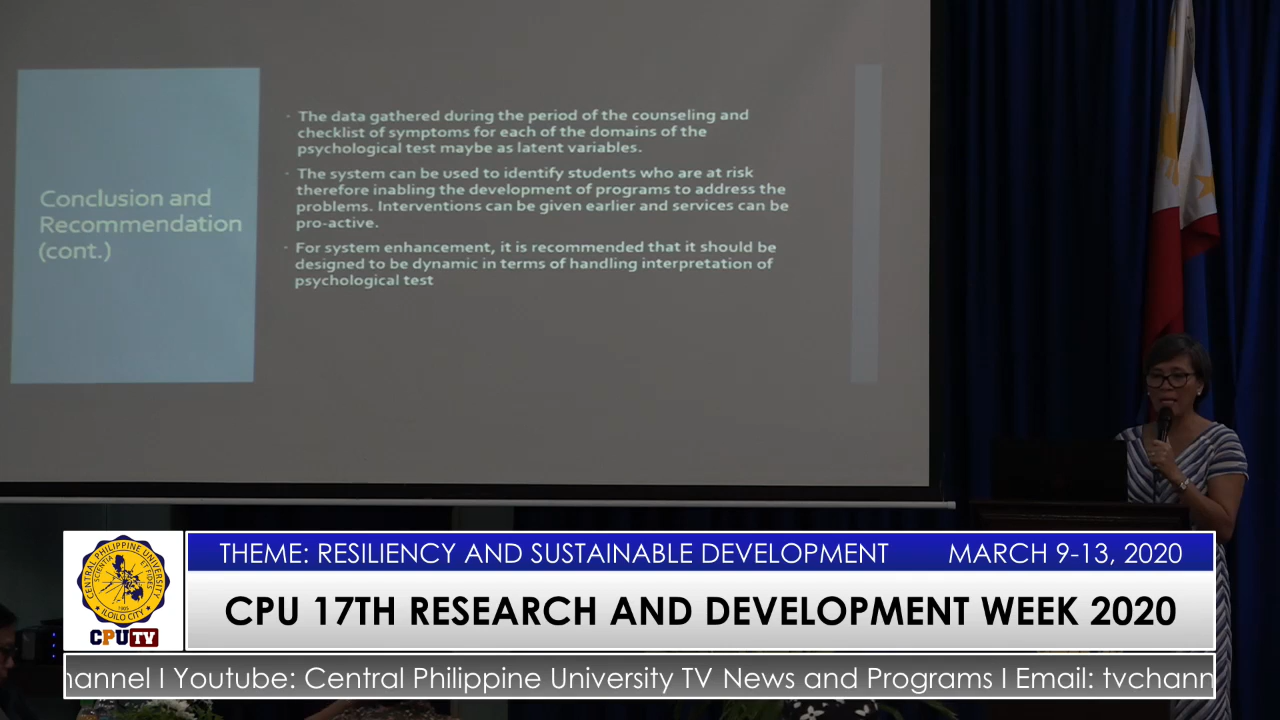 Conclusion and
Recommendation
(cont.)
· The data gathered during the period of the counseling and
checklist of symptoms for each of the domains of the
psychological test maybe as latent variables.
· The system can be used to identify students who are at risk
therefore inabling the development of programs to address the
problems. Interventions can be given earlier and services can be
pro-active.
· For system enhancement, it is recommended that it should be
designed to be dynamic in terms of handling interpretation of
psychological test
CENTRAL PHILIPPINE UNIVERSITY
SCIENTIA ET FIDES
1905
ILOILO CITY
CPUTV
THEME: RESILIENCY AND SUSTAINABLE DEVELOPMENT MARCH 9-13, 2020
CPU 17TH RESEARCH AND DEVELOPMENT WEEK 2020
hannel I Youtube: Central Philippine University TV News and Programs I Email: tvchann